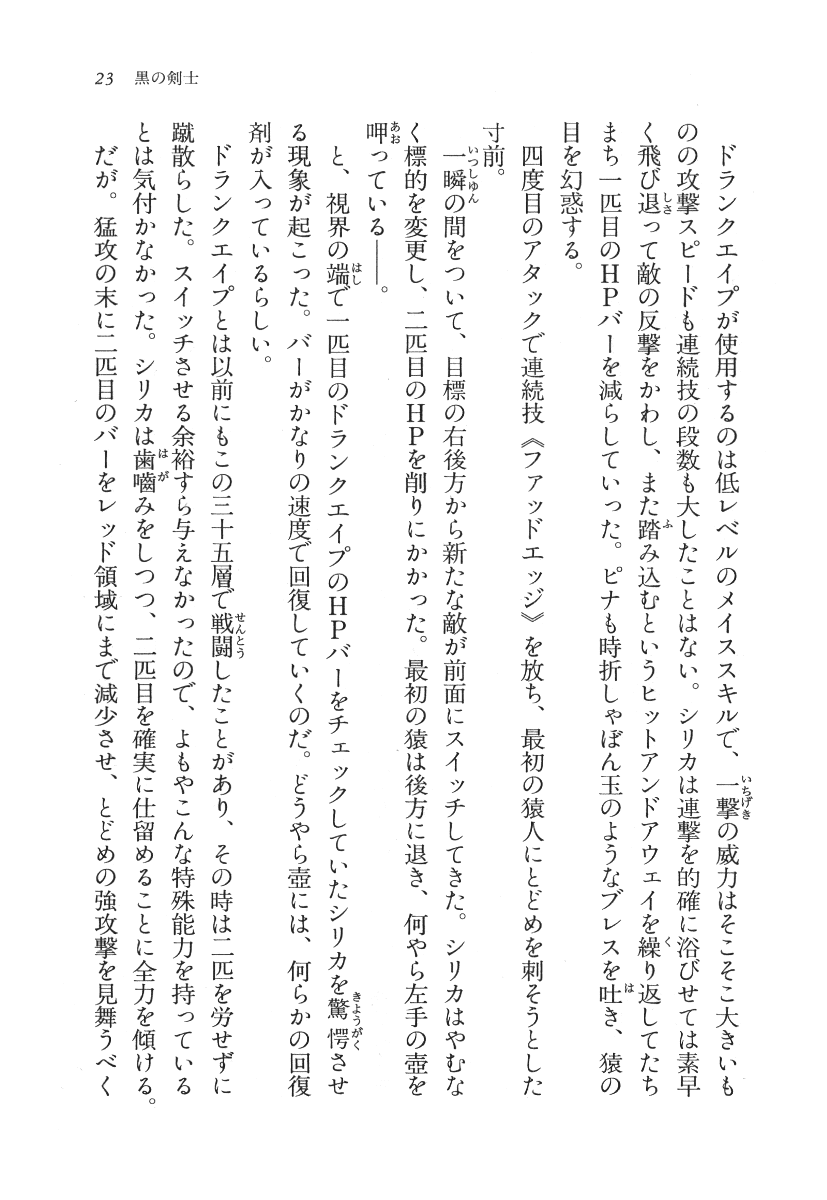 23　黒の剣士
　ドランクエイプが使用するのは低レベルのメイススキルで、一撃の威力はそこそこ大きいも
のの攻撃スピードも連続技の段数も大したことはない。シリカは連撃を的確に浴びせては素早
く飛び退って敵の反撃をかわし、また踏み込むというヒットアンドアウェイを繰り返してたち
まち一匹目のＨＰバーを減らしていった。ピナも時折しゃぼん玉のようなブレスを吐き、猿の
目を幻惑する。
　四度目のアタックで連続技《ファッドエッジ》を放ち、最初の猿人にとどめを刺そうとした
寸前。
　一瞬の間をついて、目標の右後方から新たな敵が前面にスイッチしてきた。シリカはやむな
く標的を変更し、二匹目のＨＰを削りにかかった。最初の猿は後方に退き、何やら左手の壺を
呷っている――。
　と、視界の端で一匹目のドランクエイプのＨＰバーをチェックしていたシリカを驚愕させ
る現象が起こった。バーがかなりの速度で回復していくのだ。どうやら壺には、何らかの回復
剤が入っているらしい。
　ドランクエイプとは以前にもこの三十五層で戦闘したことがあり、その時は二匹を労せずに
蹴散らした。スイッチさせる余裕すら与えなかったので、よもやこんな特殊能力を持っている
とは気付かなかった。シリカは歯嚙みをしつつ、二匹目を確実に仕留めることに全力を傾ける。
　だが。猛攻の末に二匹目のバーをレッド領域にまで減少させ、とどめの強攻撃を見舞うべく